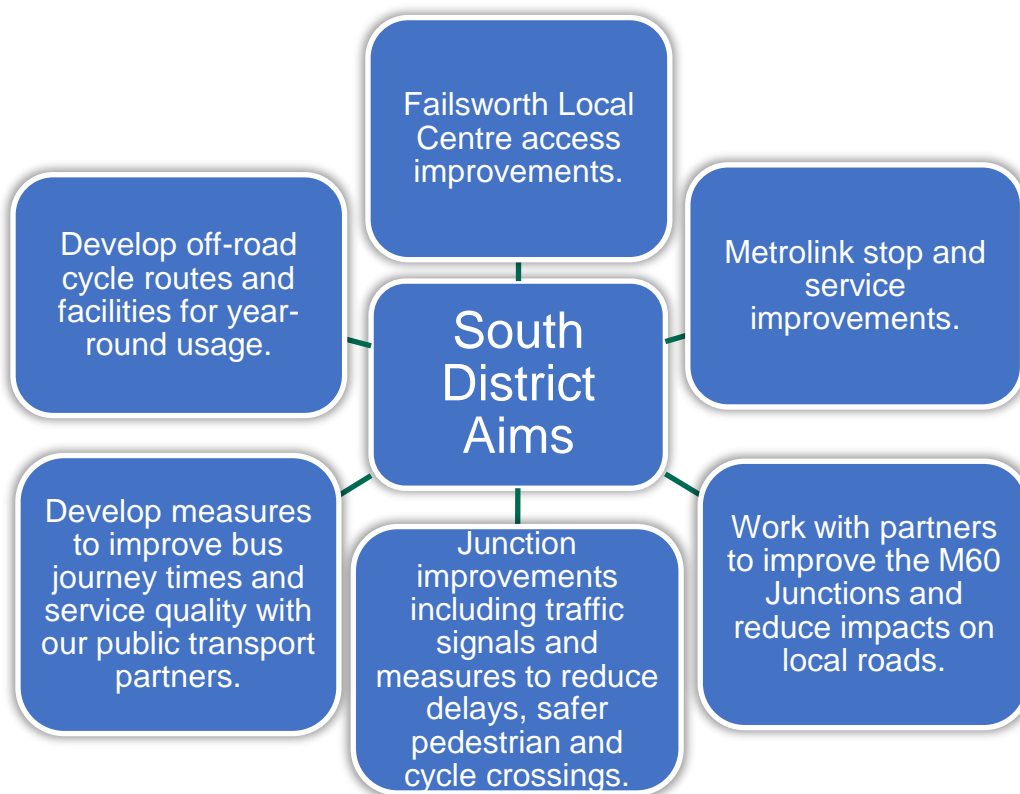 Failsworth Local
Centre access
improvements.
Metrolink stop and
service
improvements.
Work with partners
to improve the M60
Junctions and
reduce impacts on
local roads.
Junction
improvements
including traffic
signals and
measures to reduce
delays, safer
pedestrian and
cycle crossings.
Develop measures
to improve bus
journey times and
service quality with
our public transport
partners.
Develop off-road
cycle routes and
facilities for year-
round usage.
South
District
Aims